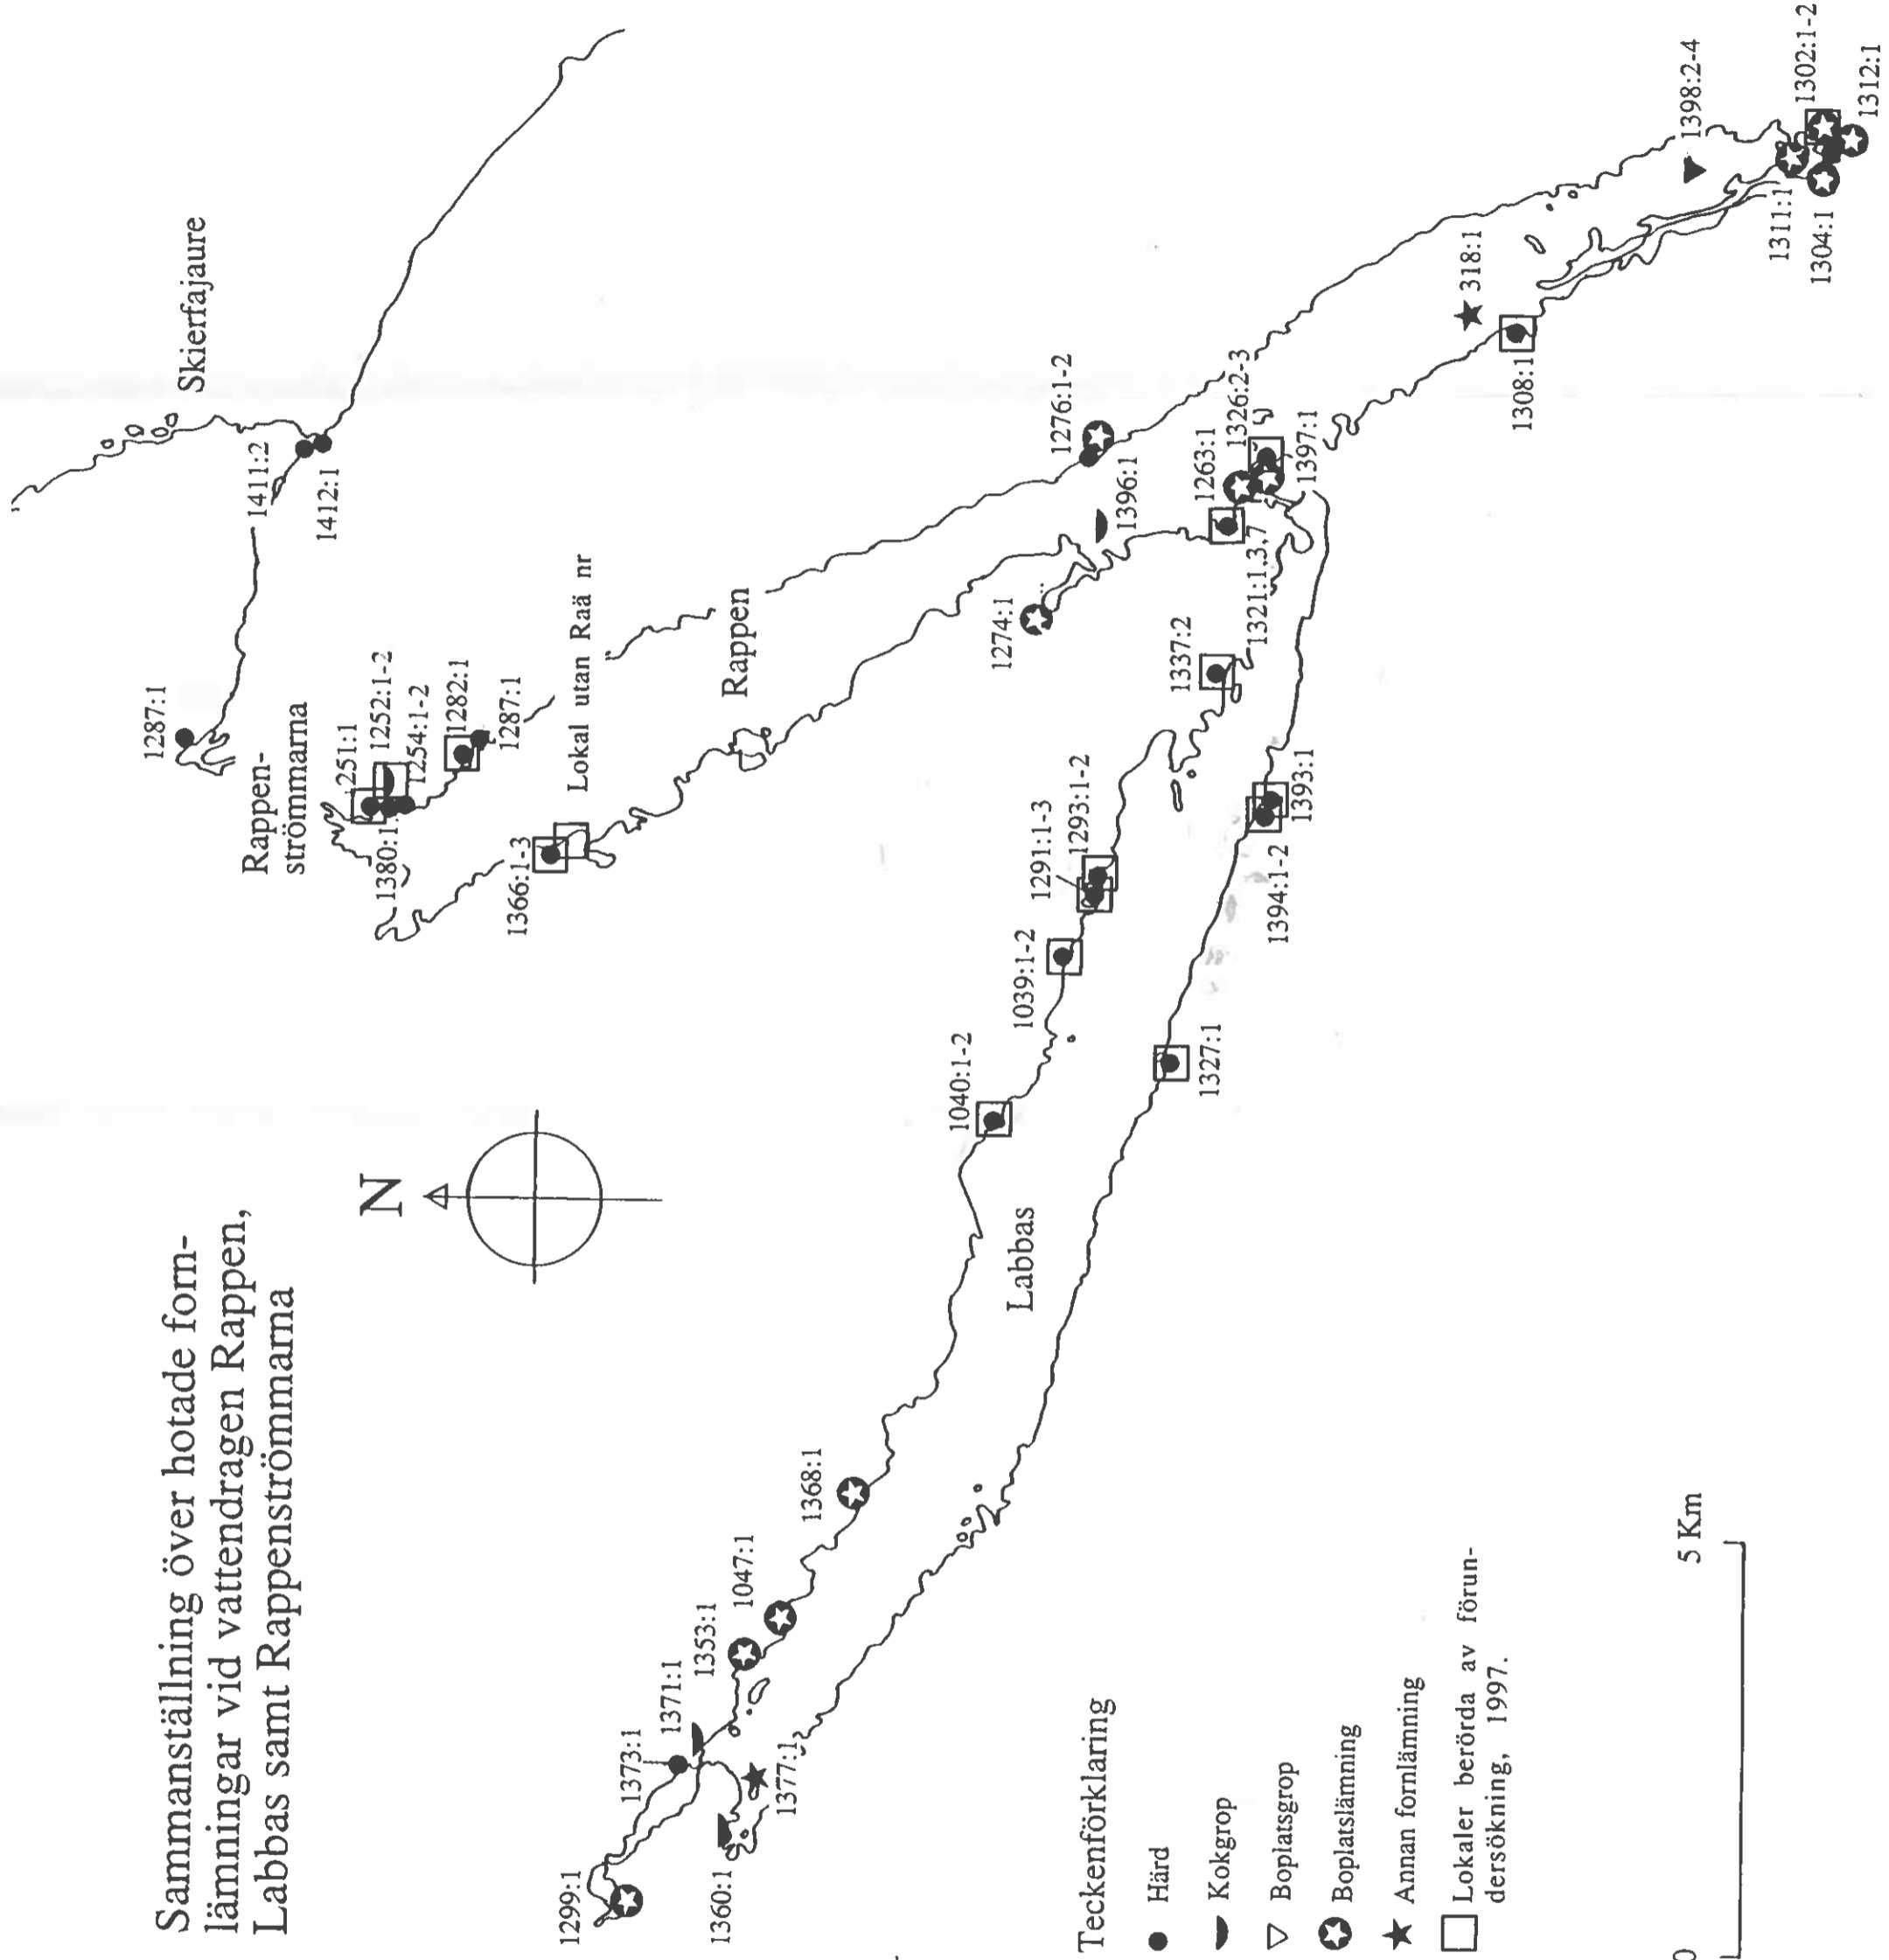 Sammanställning över hotade forn-
lämningar vid vattendragen Rappen,
Labbas samt Rappenströmmarna
N
1299:1
1360:1
1373:1
1371:1
1377:1
1353:1
1047:1
1368:1
Labbas
1040:1-2
1039:1-2
1327:1
1291:1-3
1293:1-2
1394:1-2
1393:1
1337:2
1321:1,3,7
1274:1
1396:1
1276:1-2
1263:1
1326:2-3
1397:1
Rappen
Lokal utan Raä nr
1366:1-3
1380:1
Rappen-
strömmarna
1251:1
1252:1-2
1254:1-2
1282:1
1287:1
1287:1
1411:2
1412:1
Skierfajaure
1308:1
318:1
1398:2-4
1311:1
1304:1
1302:1-2
1312:1
Teckenförklaring
Härd
Kokgrop
Boplatsgrop
Boplatslämning
Annan fornlämning
Lokaler berörda av förun-
dersökning, 1997.
0
5 Km